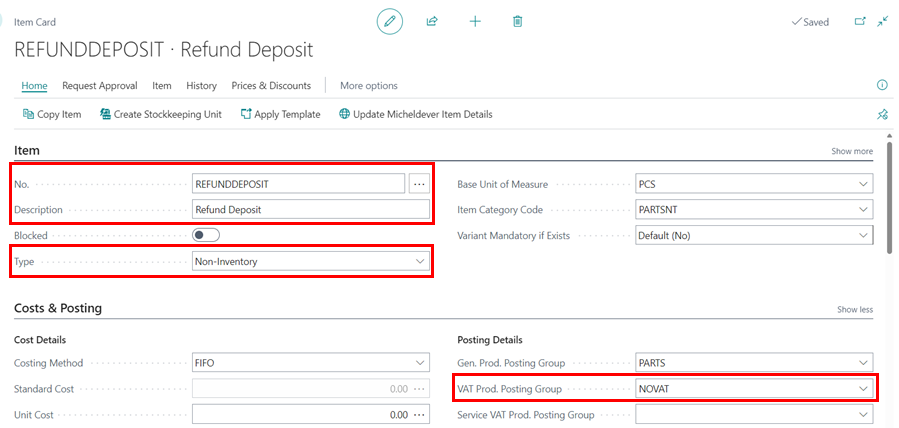 Item Card
Saved
REFUNDDEPOSIT · Refund Deposit
Home Request Approval Item History Prices & Discounts More options
Copy Item Create Stockkeeping Unit Apply Template Update Micheldever Item Details
Item Show more
No. REFUNDDEPOSIT ... Base Unit of Measure PCS
Description Refund Deposit Item Category Code PARTSNT
Blocked Variant Mandatory if Exists Default (No)
Type Non-Inventory
Costs & Posting Show less
Cost Details Posting Details
Costing Method FIFO Gen. Prod. Posting Group PARTS
Standard Cost 0.00 ... VAT Prod. Posting Group NOVAT
Unit Cost 0.00 ... Service VAT Prod. Posting Group